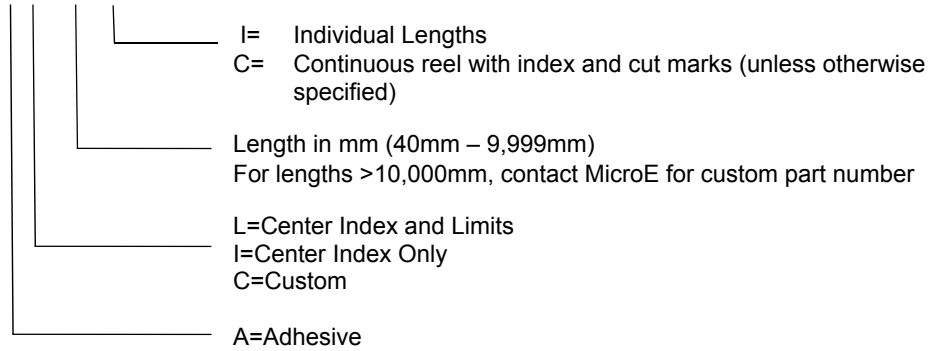 I= Individual Lengths
C= Continuous reel with index and cut marks (unless otherwise
specified)
Length in mm (40mm – 9,999mm)
For lengths >10,000mm, contact MicroE for custom part number
L=Center Index and Limits
I=Center Index Only
C=Custom
A=Adhesive